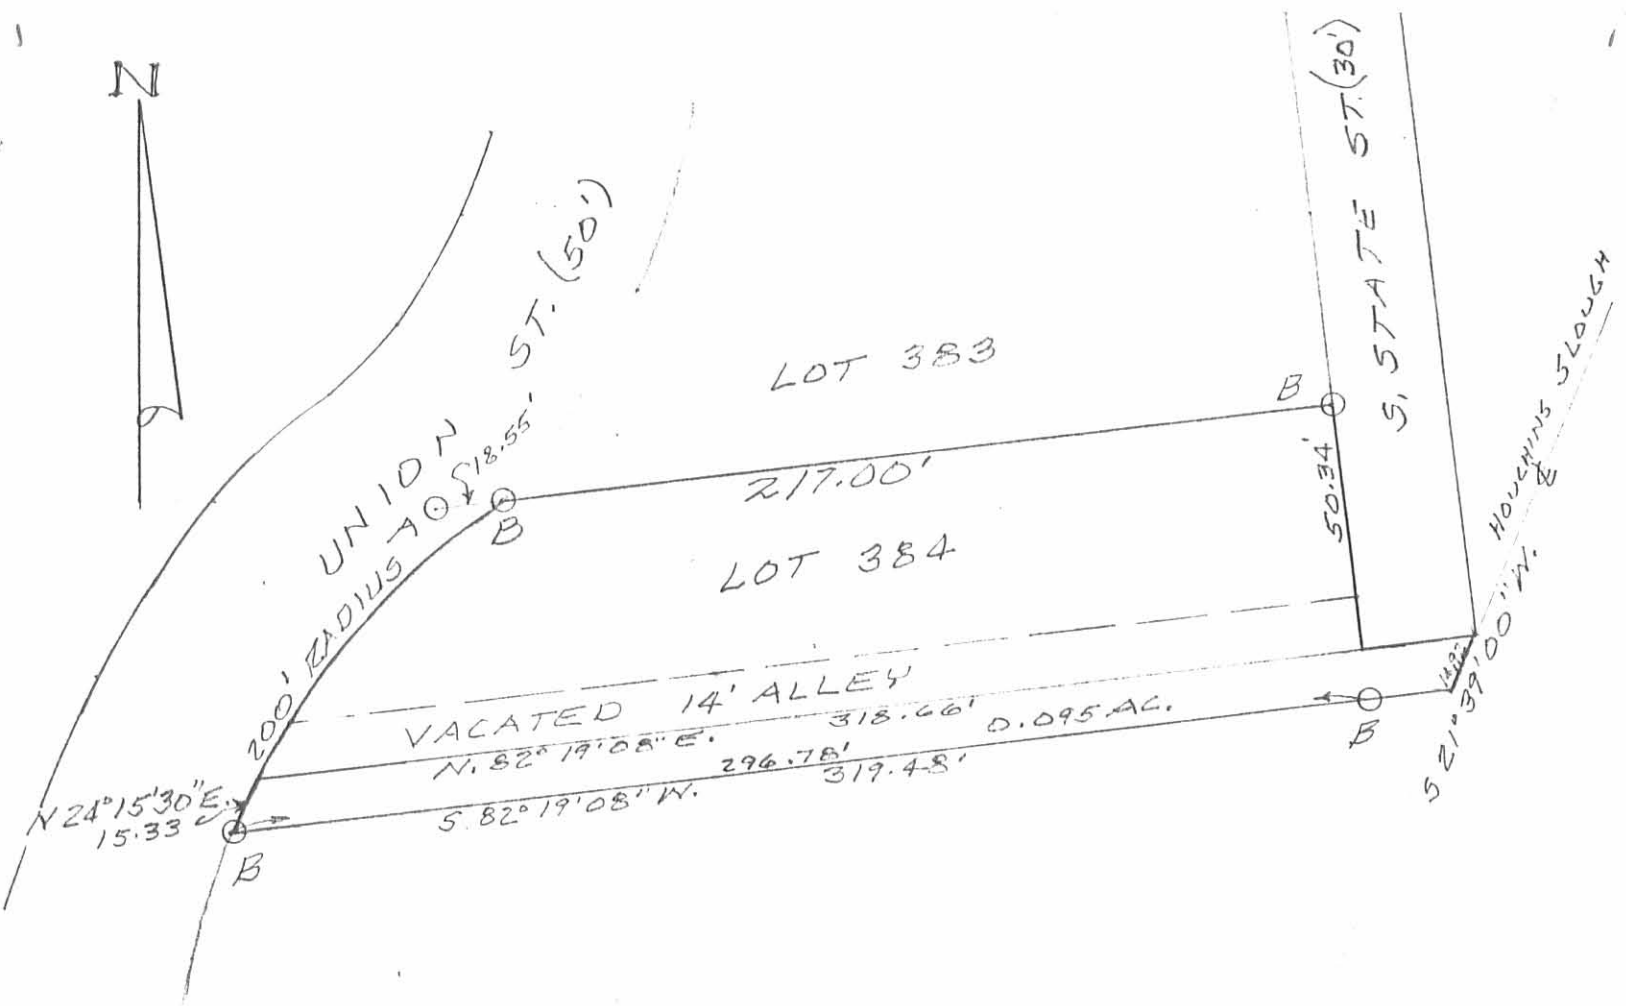 N
S. STATE ST. (30')
UNION ST. (50')
HOUCHINS SLOUGH
℄
LOT 383
B
A
18.55'
B
217.00'
50.34'
LOT 384
200' RADIUS
VACATED 14' ALLEY
N. 82° 19' 08" E.
318.66'
0.095 AC.
296.78'
319.48'
S. 82° 19' 08" W.
B
S 21° 39' 00" W.
N 24° 15' 30" E.
15.33
B